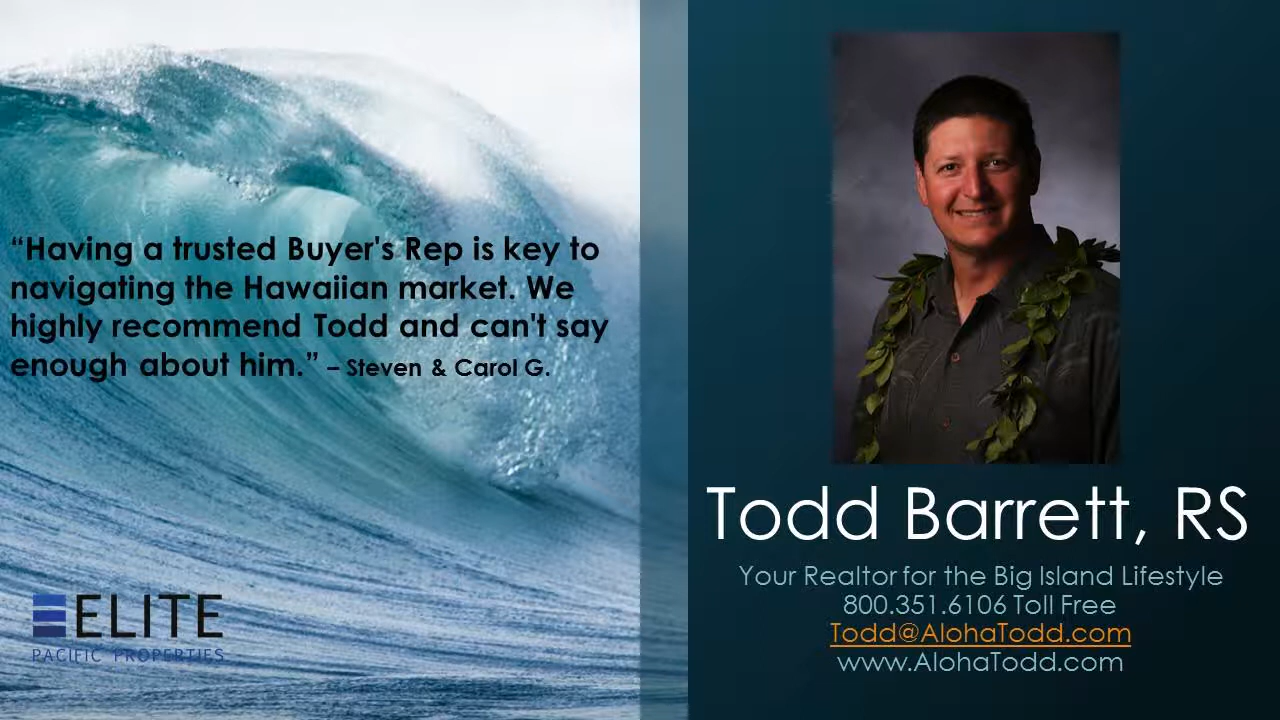 “Having a trusted Buyer's Rep is key to
navigating the Hawaiian market. We
highly recommend Todd and can't say
enough about him.” – Steven & Carol G.
ELITE
PACIFIC PROPERTIES
Todd Barrett, RS
Your Realtor for the Big Island Lifestyle
800.351.6106 Toll Free
Todd@AlohaTodd.com
www.AlohaTodd.com